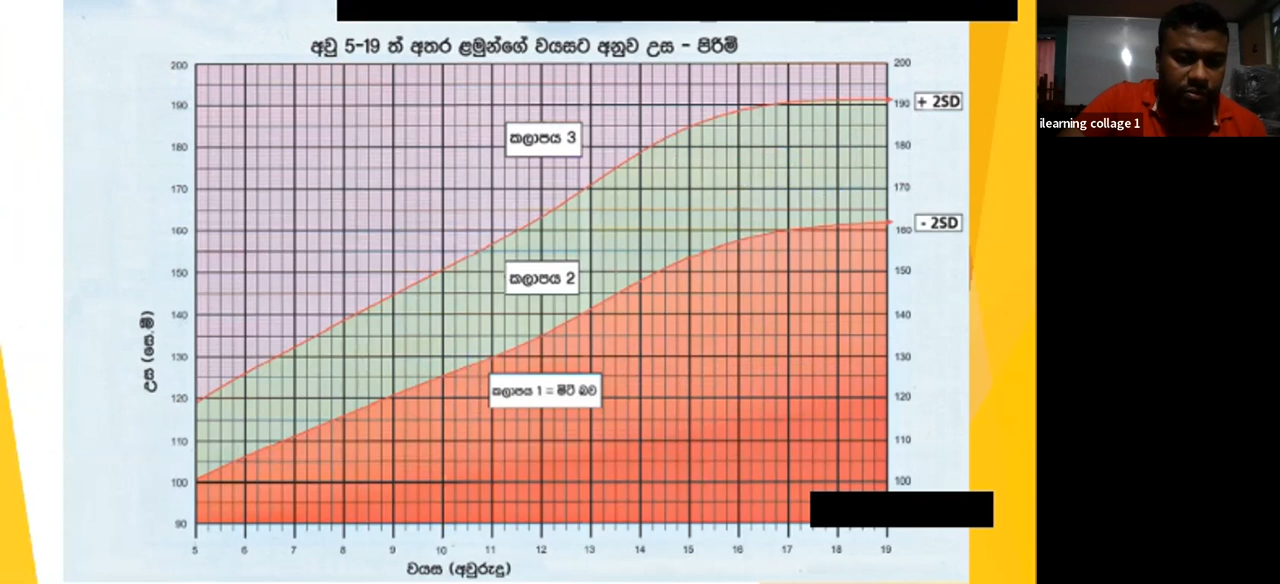 අවු 5-19 ත් අතර ළමුන්ගේ වයසට අනුව උස - පිරිමි
200
190
180
170
160
150
140
130
120
110
100
90
උස (සෙ.මී)
කලාපය 3
කලාපය 2
කලාපය 1 = මිටි බව
200
190
180
170
160
150
140
130
120
110
100
+ 2SD
- 2SD
5 6 7 8 9 10 11 12 13 14 15 16 17 18 19
වයස (අවුරුදු)
ilearning collage 1